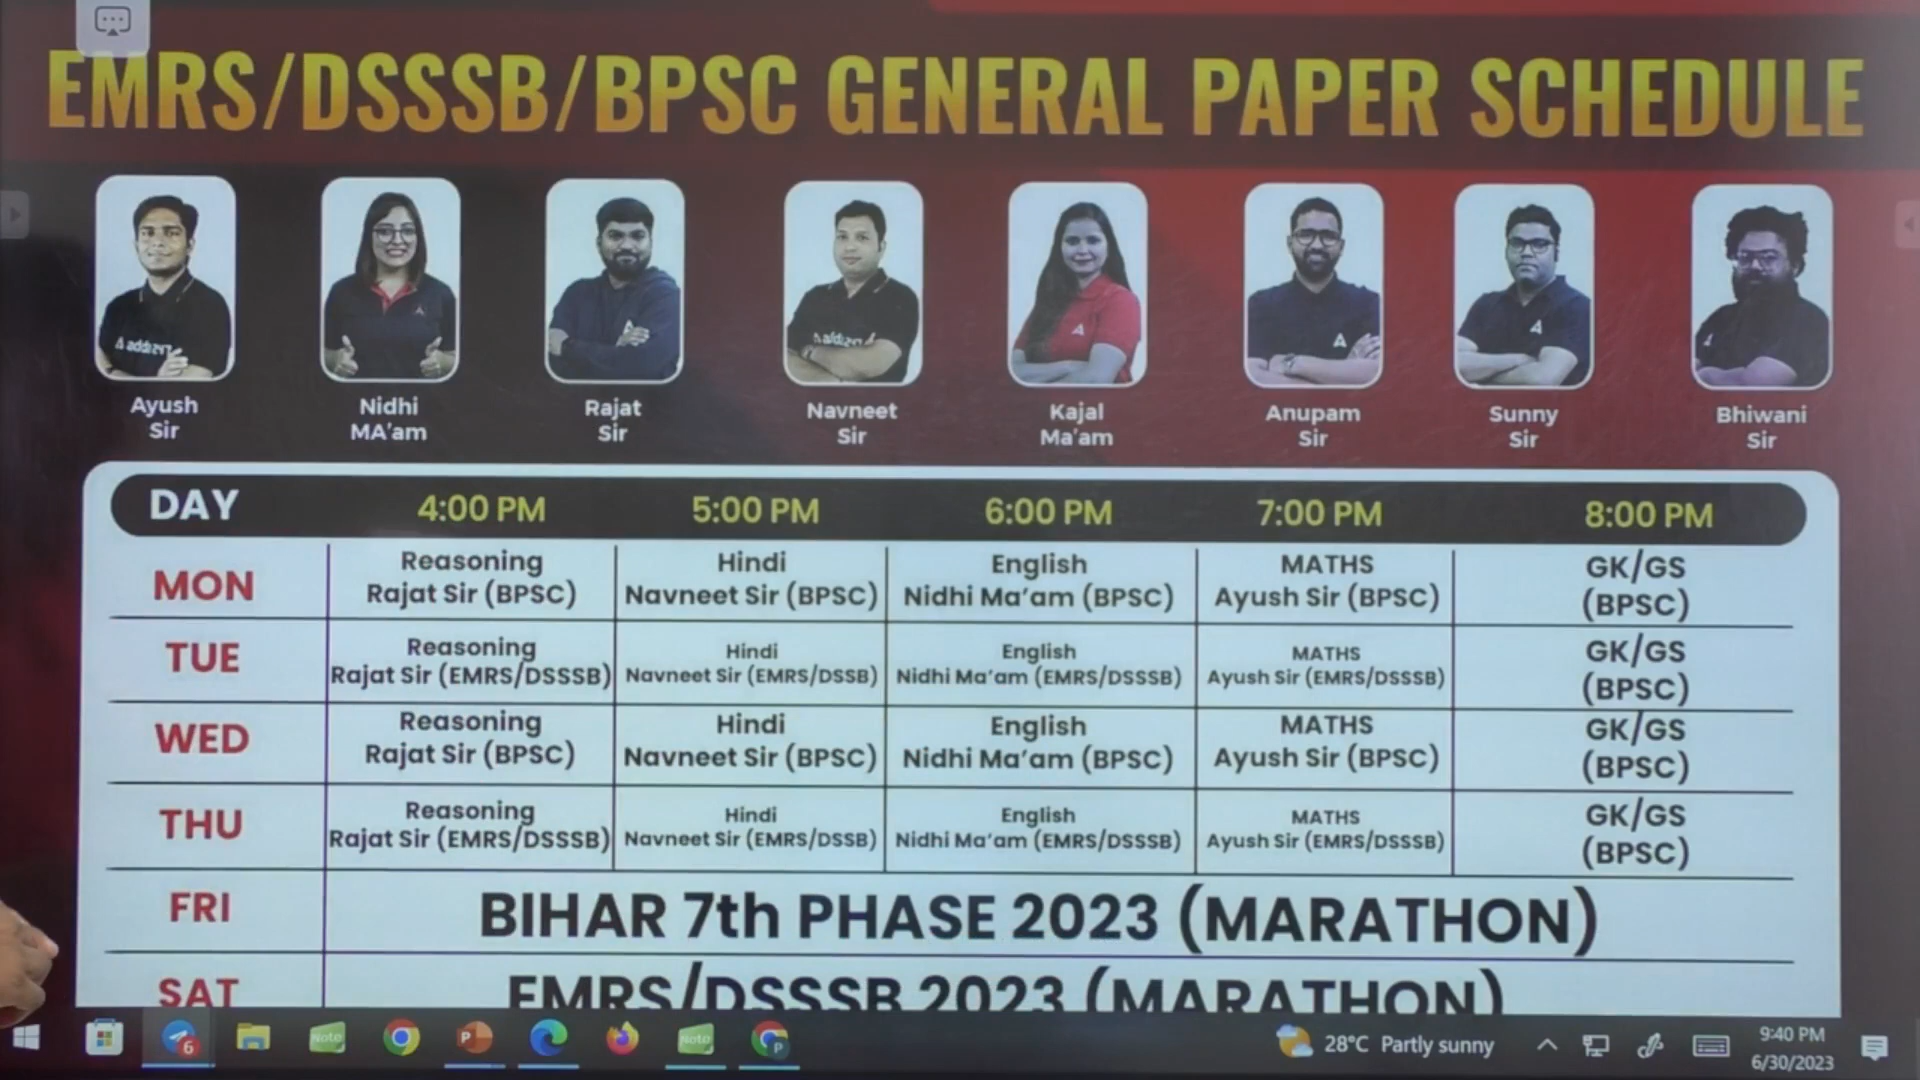 EMRS/DSSSB/BPSC GENERAL PAPER SCHEDULE
Ayush
Sir
Nidhi
MA'am
Rajat
Sir
Navneet
Sir
Kajal
Ma'am
Anupam
Sir
Sunny
Sir
Bhiwani
Sir
DAY 4:00 PM 5:00 PM 6:00 PM 7:00 PM 8:00 PM
MON
Reasoning
Rajat Sir (BPSC)
Hindi
Navneet Sir (BPSC)
English
Nidhi Ma'am (BPSC)
MATHS
Ayush Sir (BPSC)
GK/GS
(BPSC)
TUE
Reasoning
Rajat Sir (EMRS/DSSSB)
Hindi
Navneet Sir (EMRS/DSSB)
English
Nidhi Ma'am (EMRS/DSSSB)
MATHS
Ayush Sir (EMRS/DSSSB)
GK/GS
(BPSC)
WED
Reasoning
Rajat Sir (BPSC)
Hindi
Navneet Sir (BPSC)
English
Nidhi Ma'am (BPSC)
MATHS
Ayush Sir (BPSC)
GK/GS
(BPSC)
THU
Reasoning
Rajat Sir (EMRS/DSSSB)
Hindi
Navneet Sir (EMRS/DSSB)
English
Nidhi Ma'am (EMRS/DSSSB)
MATHS
Ayush Sir (EMRS/DSSSB)
GK/GS
(BPSC)
FRI BIHAR 7th PHASE 2023 (MARATHON)
SAT EMRS/DSSSB 2023 (MARATHON)
6
Note
P
Note
P
28°C Partly sunny
9:40 PM
6/30/2023